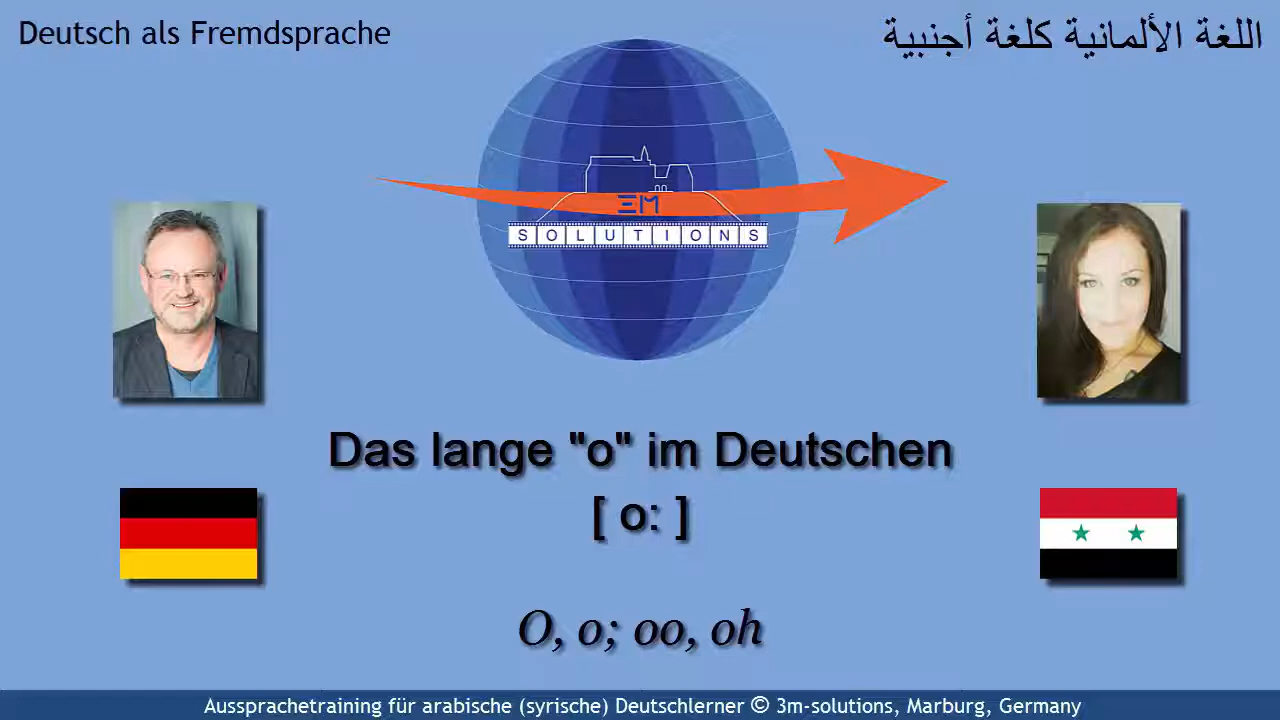 Deutsch als Fremdsprache
اللغة الألمانية كلغة أجنبية
3M
SOLUTIONS
Das lange "o" im Deutschen
[ o: ]
O, o; oo, oh
Aussprachetraining für arabische (syrische) Deutschlerner © 3m-solutions, Marburg, Germany